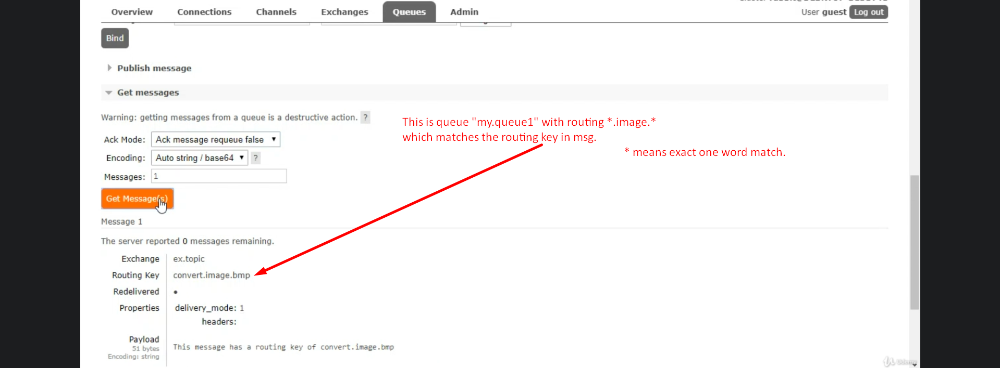 Overview Connections Channels Exchanges Queues Admin
User guest Log out
Bind
Publish message
Get messages
Warning: getting messages from a queue is a destructive action. ?
This is queue "my.queue1" with routing *.image.*
which matches the routing key in msg.
* means exact one word match.
Ack Mode: Ack message requeue false
Encoding: Auto string / base64 ?
Messages: 1
Get Message(s)
Message 1
The server reported 0 messages remaining.
Exchange ex.topic
Routing Key convert.image.bmp
Redelivered ●
Properties delivery_mode: 1
headers:
Payload
51 bytes
Encoding: string
This message has a routing key of convert.image.bmp
Udemy